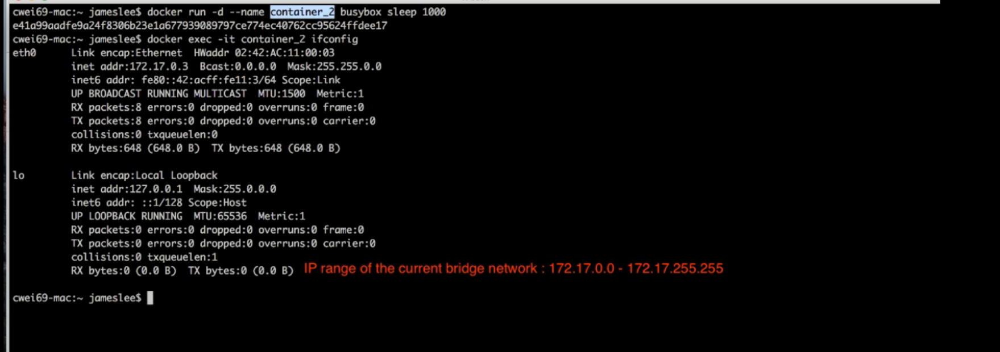 cwei69-mac:~ jameslee$ docker run -d --name container_2 busybox sleep 1000
e41a99aadfe9a24f8306b23e1a677939089797ce774ec40762cc95624ffdee17
cwei69-mac:~ jameslee$ docker exec -it container_2 ifconfig
eth0      Link encap:Ethernet  HWaddr 02:42:AC:11:00:03
          inet addr:172.17.0.3  Bcast:0.0.0.0  Mask:255.255.0.0
          inet6 addr: fe80::42:acff:fe11:3/64 Scope:Link
          UP BROADCAST RUNNING MULTICAST  MTU:1500  Metric:1
          RX packets:8 errors:0 dropped:0 overruns:0 frame:0
          TX packets:8 errors:0 dropped:0 overruns:0 carrier:0
          collisions:0 txqueuelen:0
          RX bytes:648 (648.0 B)  TX bytes:648 (648.0 B)
lo        Link encap:Local Loopback
          inet addr:127.0.0.1  Mask:255.0.0.0
          inet6 addr: ::1/128 Scope:Host
          UP LOOPBACK RUNNING  MTU:65536  Metric:1
          RX packets:0 errors:0 dropped:0 overruns:0 frame:0
          TX packets:0 errors:0 dropped:0 overruns:0 carrier:0
          collisions:0 txqueuelen:1
          RX bytes:0 (0.0 B)  TX bytes:0 (0.0 B)  IP range of the current bridge network : 172.17.0.0 - 172.17.255.255
cwei69-mac:~ jameslee$